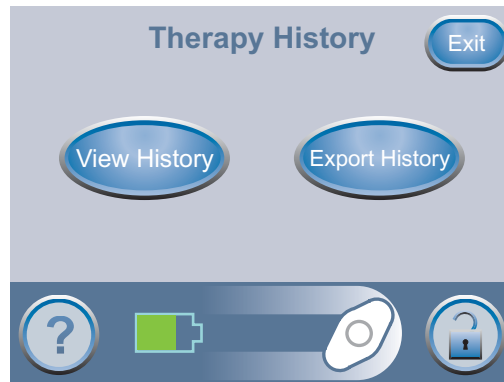 Therapy History
Exit
View History
Export History
?